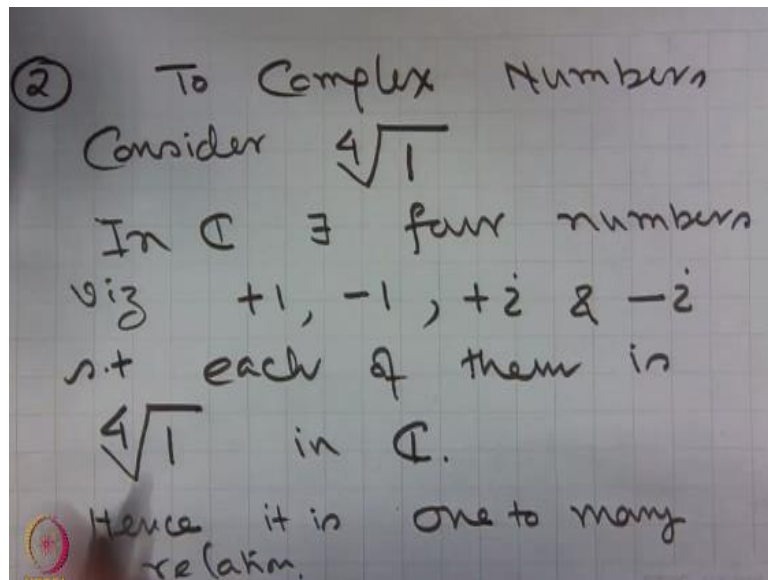 ② To Complex Numbers
Consider ∜1
In ℂ ∃ four numbers
viz +1, -1, +i & -i
s.t each of them is
∜1 in ℂ.
Hence it is one to many
relation.